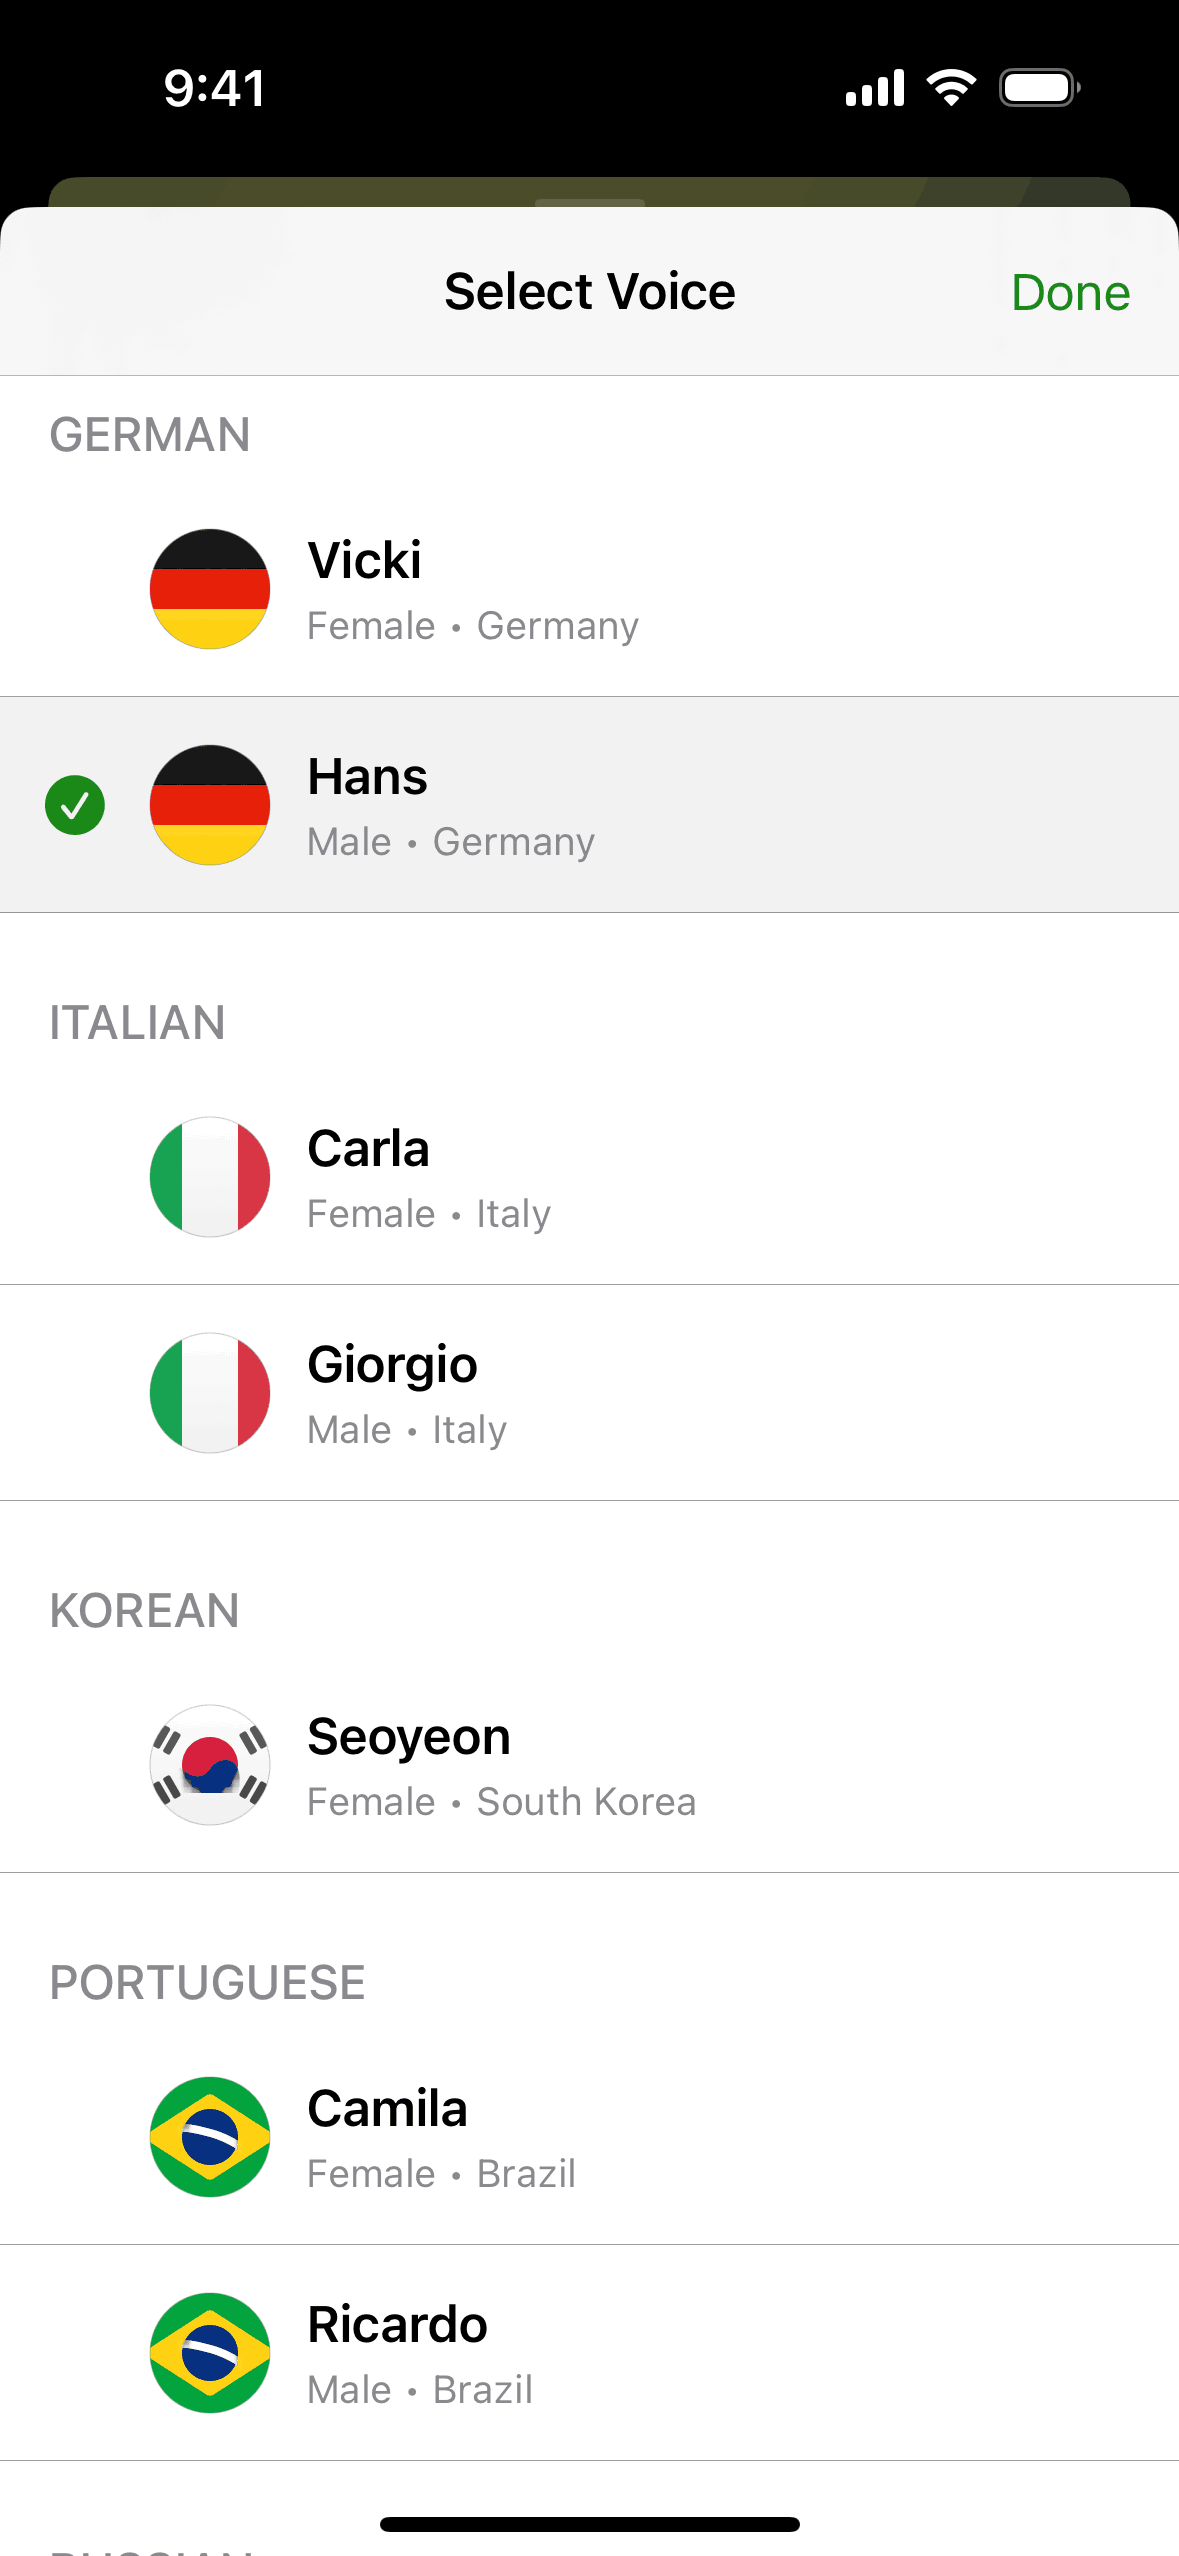 9:41
Select Voice
Done
GERMAN
Vicki
Female • Germany
Hans
Male • Germany
ITALIAN
Carla
Female • Italy
Giorgio
Male • Italy
KOREAN
Seoyeon
Female • South Korea
PORTUGUESE
Camila
Female • Brazil
Ricardo
Male • Brazil
RUSSIAN